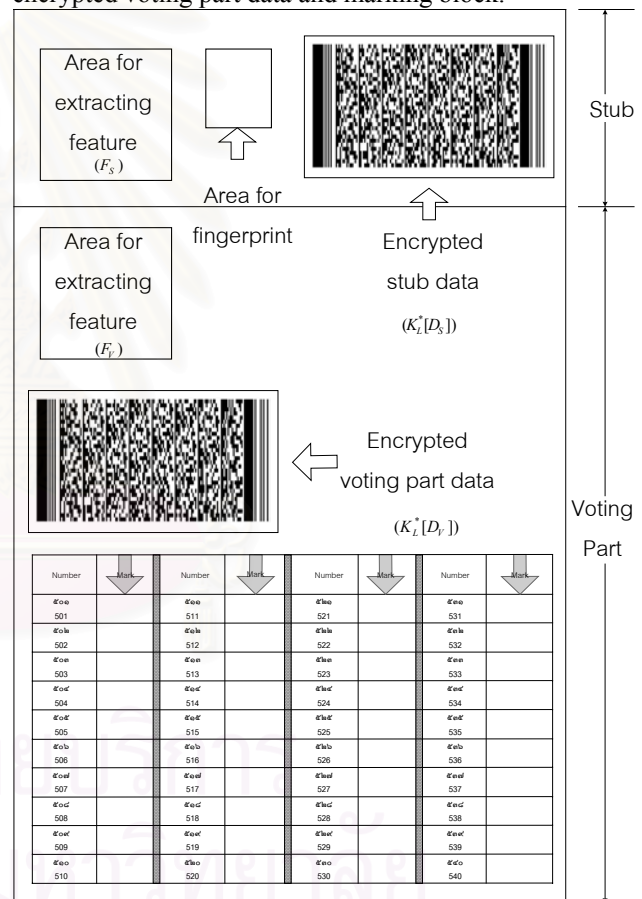 encrypted voting part data and marking block.
Area for
extracting
feature
(F_S)
Area for
fingerprint
Encrypted
stub data
(K_L^*[D_S])
Stub
Area for
extracting
feature
(F_V)
Encrypted
voting part data
(K_L^*[D_V])
Voting
Part
Number Mark Number Mark Number Mark Number Mark
๕๐๑ ๕๑๑ ๕๒๑ ๕๓๑
501 511 521 531
๕๐๒ ๕๑๒ ๕๒๒ ๕๓๒
502 512 522 532
๕๐๓ ๕๑๓ ๕๒๓ ๕๓๓
503 513 523 533
๕๐๔ ๕๑๔ ๕๒๔ ๕๓๔
504 514 524 534
๕๐๕ ๕๑๕ ๕๒๕ ๕๓๕
505 515 525 535
๕๐๖ ๕๑๖ ๕๒๖ ๕๓๖
506 516 526 536
๕๐๗ ๕๑๗ ๕๒๗ ๕๓๗
507 517 527 537
๕๐๘ ๕๑๘ ๕๒๘ ๕๓๘
508 518 528 538
๕๐๙ ๕๑๙ ๕๒๙ ๕๓๙
509 519 529 539
๕๑๐ ๕๒๐ ๕๓๐ ๕๔๐
510 520 530 540